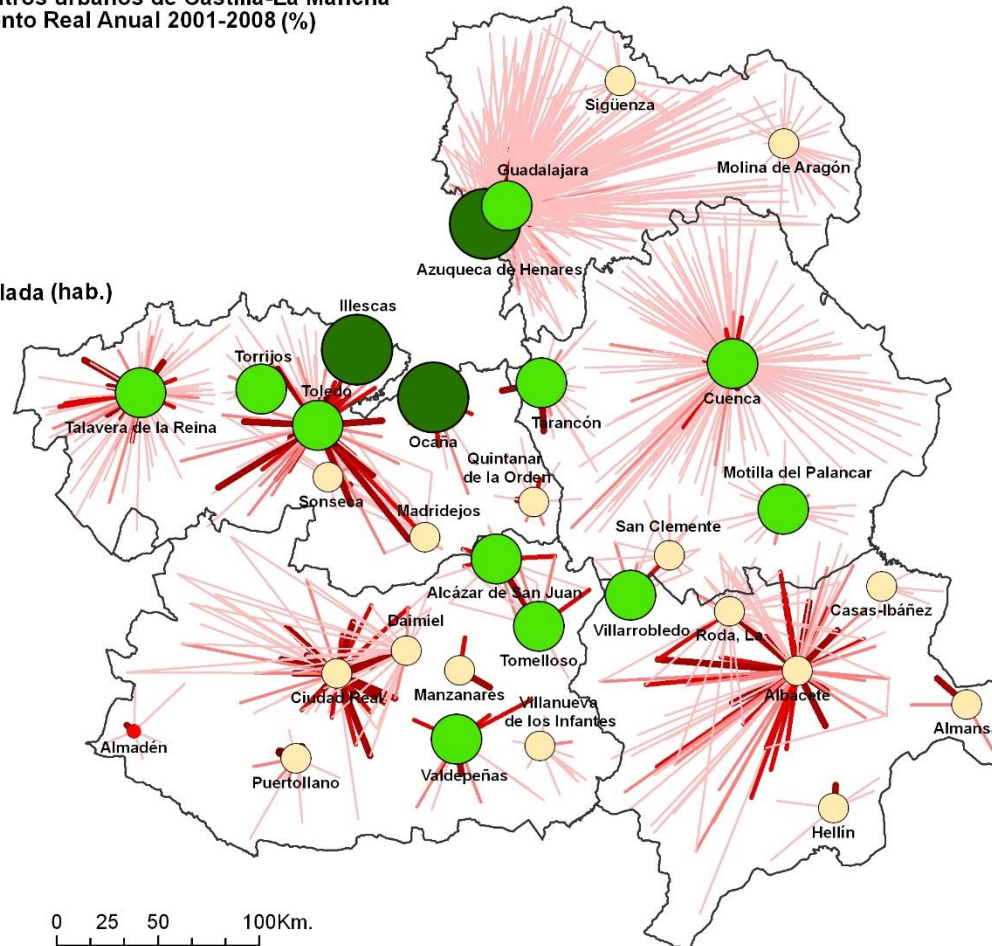 tros urbanos de Castilla-La Mancha
nto Real Anual 2001-2008 (%)
Sigüenza
Guadalajara
Molina de Aragón
Azuqueca de Henares
lada (hab.)
Illescas
Torrijos
Toledo
Talavera de la Reina
Ocaña
Tarancón
Cuenca
Quintanar
de la Orden
Motilla del Palancar
Sonseca
Madridejos
San Clemente
Alcázar de San Juan
Casas-Ibáñez
Daimiel
Villarrobledo
Roda, La
Tomelloso
Ciudad Real
Manzanares
Albacete
Villanueva
de los Infantes
Almans
Almadén
Puertollano
Valdepeñas
Hellín
0 25 50 100Km.